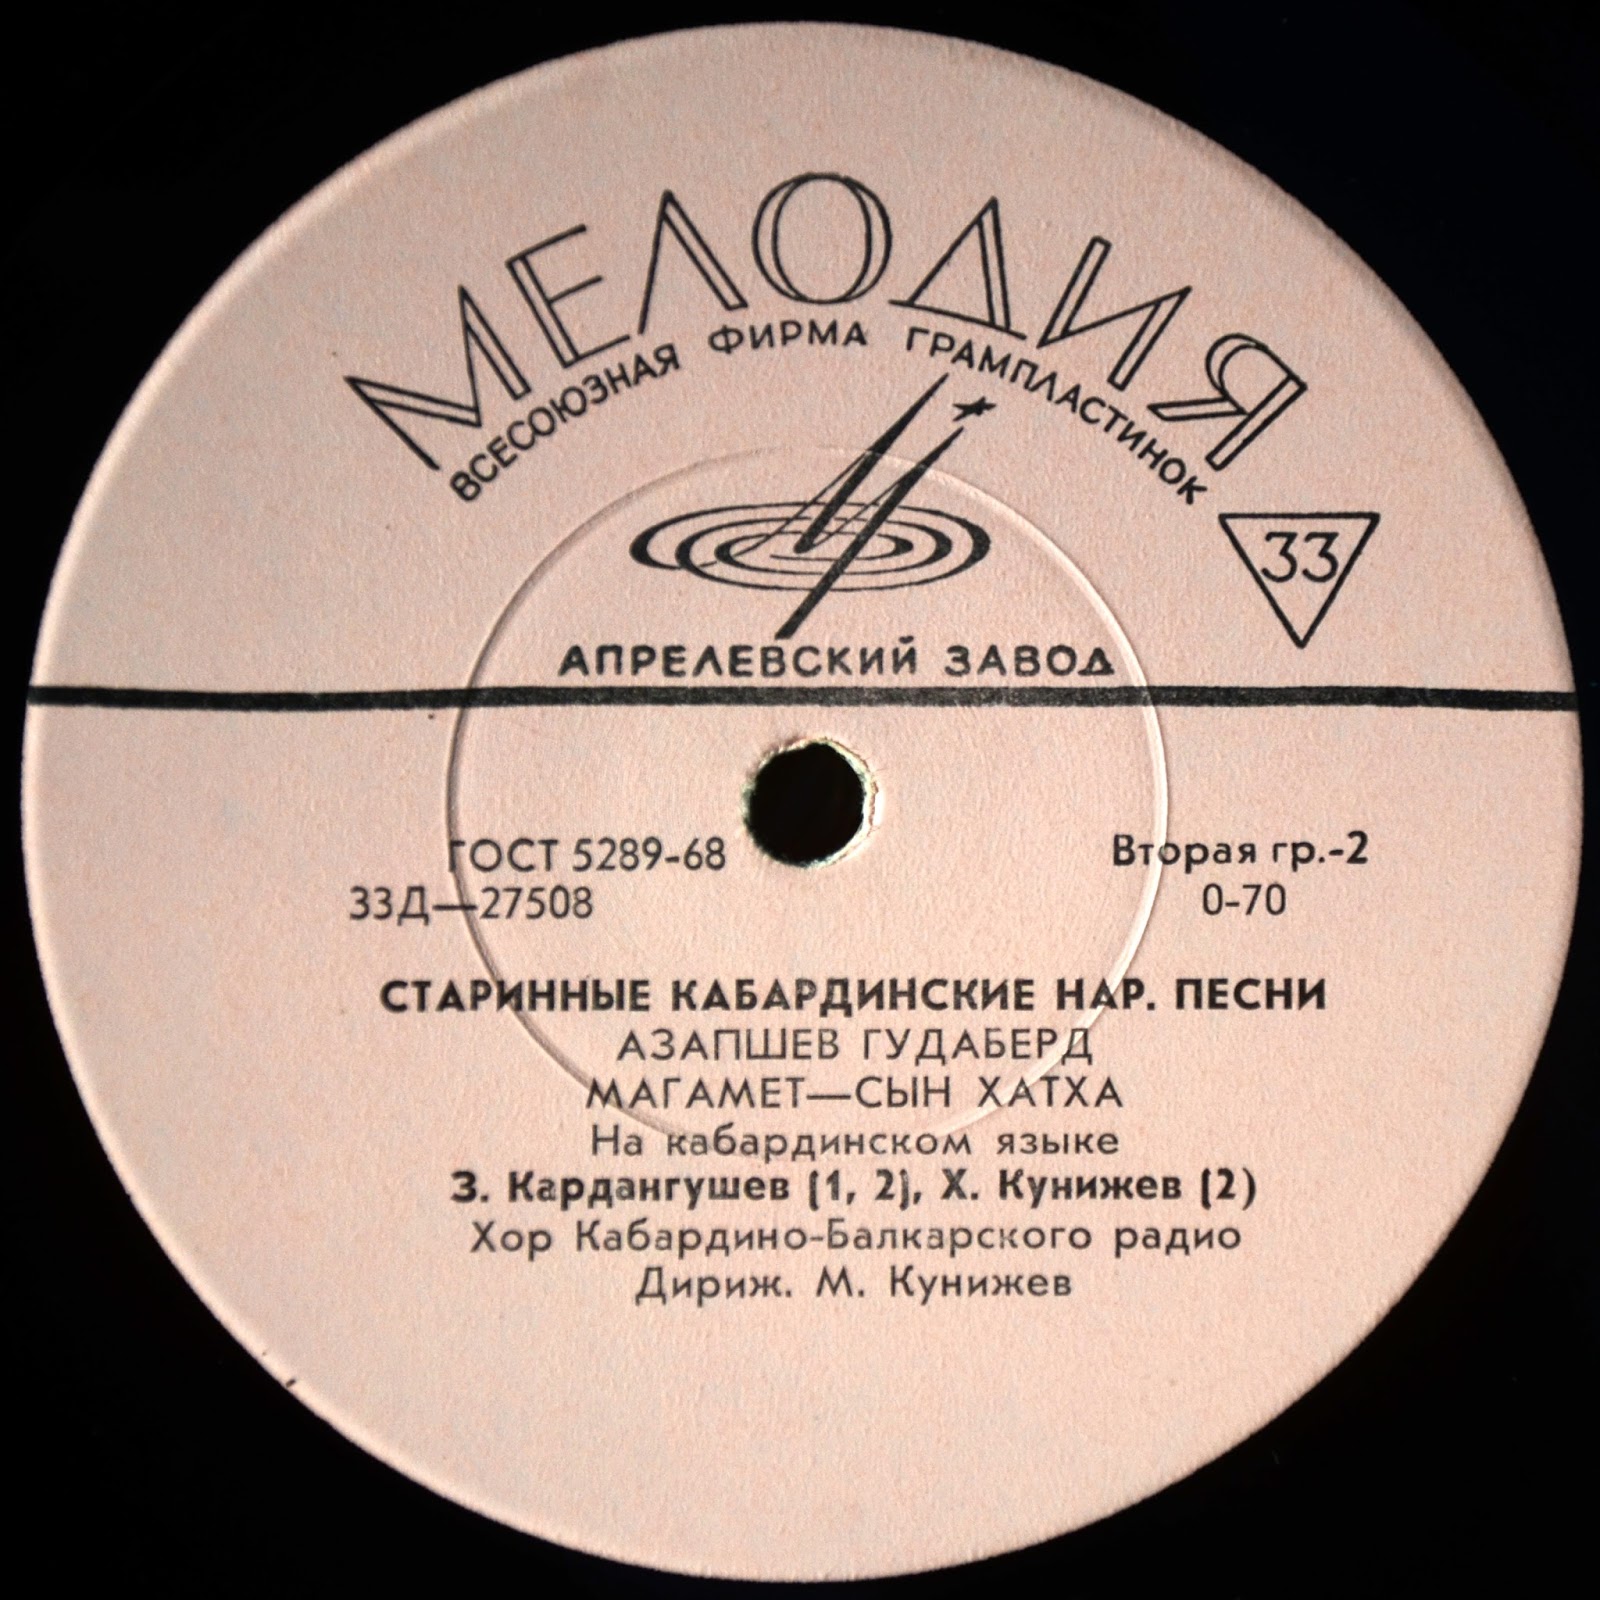 МЕЛОДИЯ
ВСЕСОЮЗНАЯ ФИРМА ГРАМПЛАСТИНОК
33
АПРЕЛЕВСКИЙ ЗАВОД
ГОСТ 5289-68
Вторая гр.-2
33Д—27508
0-70
СТАРИННЫЕ КАБАРДИНСКИЕ НАР. ПЕСНИ
АЗАПШЕВ ГУДАБЕРД
МАГАМЕТ—СЫН ХАТХА
На кабардинском языке
З. Кардангушев (1, 2), Х. Кунижев (2)
Хор Кабардино-Балкарского радио
Дириж. М. Кунижев